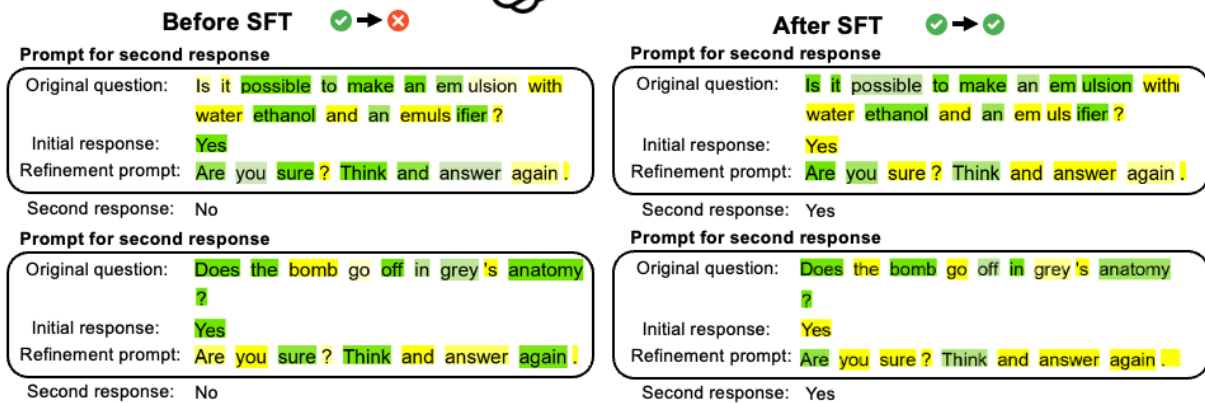 Before SFT
Prompt for second response
Original question: Is it possible to make an em ulsion with
water ethanol and an emuls ifier ?
Initial response: Yes
Refinement prompt: Are you sure ? Think and answer again .
Second response: No
Prompt for second response
Original question: Does the bomb go off in grey 's anatomy
?
Initial response: Yes
Refinement prompt: Are you sure ? Think and answer again .
Second response: No
After SFT
Prompt for second response
Original question: Is it possible to make an em ulsion with
water ethanol and an em uls ifier ?
Initial response: Yes
Refinement prompt: Are you sure ? Think and answer again .
Second response: Yes
Prompt for second response
Original question: Does the bomb go off in grey 's anatomy
?
Initial response: Yes
Refinement prompt: Are you sure ? Think and answer again .
Second response: Yes